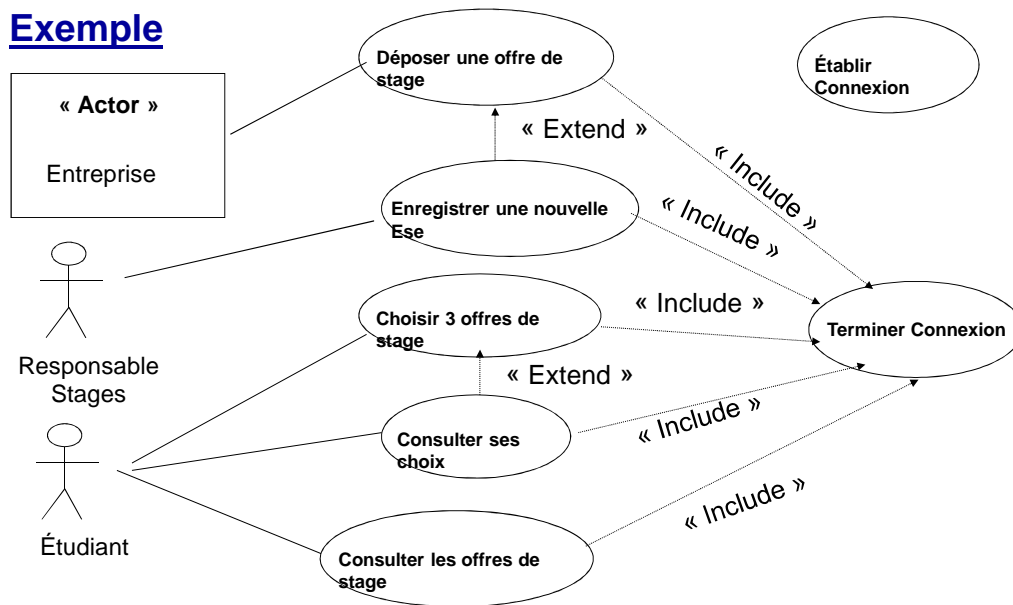 Exemple
Déposer une offre de
stage
Établir
Connexion
« Actor »
Entreprise
« Extend »
« Include »
« Include »
Enregistrer une nouvelle
Ese
Responsable
Stages
Choisir 3 offres de
stage
« Include »
Terminer Connexion
« Extend »
Consulter ses
choix
« Include »
Étudiant
« Include »
Consulter les offres de
stage